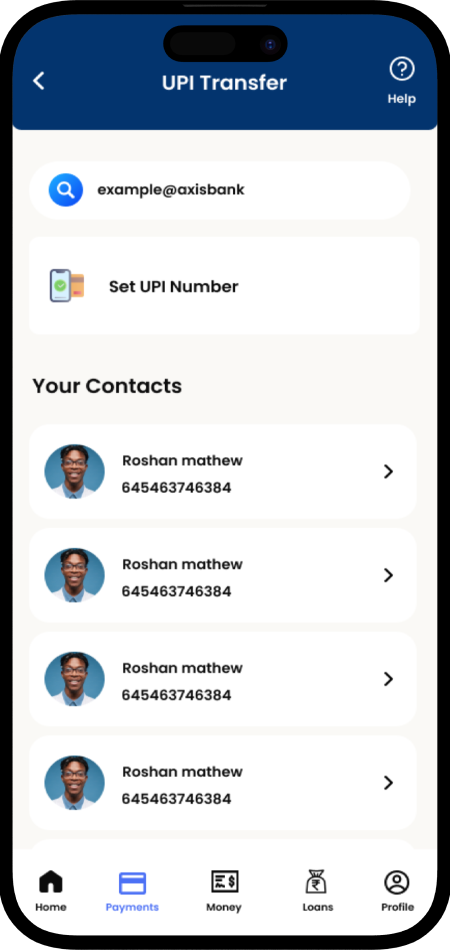 UPI Transfer
Help
example@axisbank
Set UPI Number
Your Contacts
Roshan mathew
645463746384
Roshan mathew
645463746384
Roshan mathew
645463746384
Roshan mathew
645463746384
Home Payments Money Loans Profile